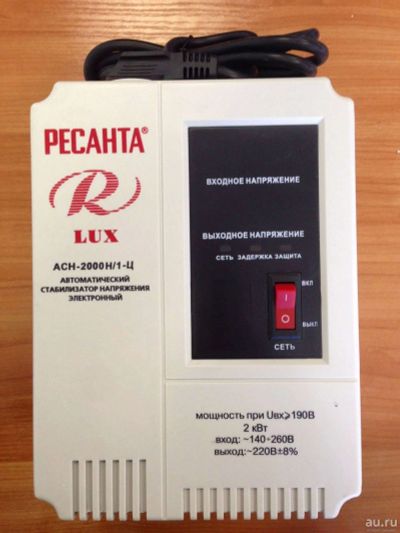 РЕСАНТА®
R
LUX
АСН-2000Н/1-Ц
АВТОМАТИЧЕСКИЙ
СТАБИЛИЗАТОР НАПРЯЖЕНИЯ
ЭЛЕКТРОННЫЙ
ВХОДНОЕ НАПРЯЖЕНИЕ
ВЫХОДНОЕ НАПРЯЖЕНИЕ
СЕТЬ ЗАДЕРЖКА ЗАЩИТА
ВКЛ
I
O
ВЫКЛ
СЕТЬ
мощность при Uвх⩾190В
2 кВт
вход: ~140÷260В
выход:~220В±8%
au.ru